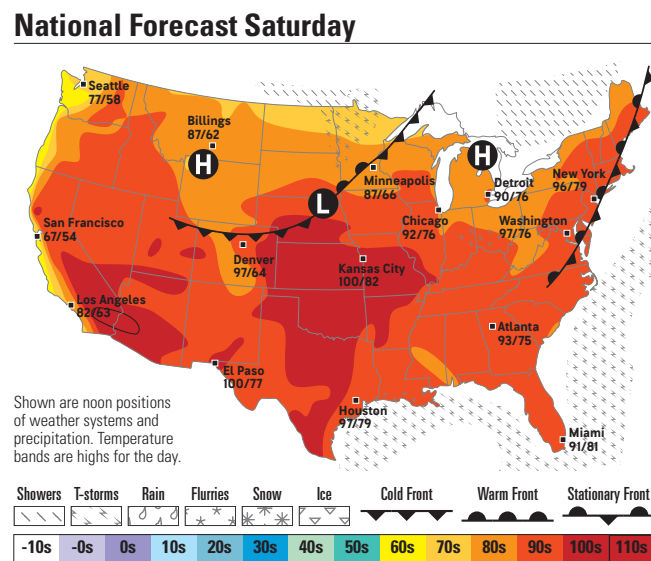 National Forecast Saturday
Seattle
77/58
Billings
87/62
H
H
Minneapolis
87/66
Detroit
90/76
New York
96/79
L
San Francisco
67/54
Chicago
92/76
Washington
97/76
Denver
97/64
Kansas City
100/82
Los Angeles
82/63
Atlanta
93/75
El Paso
100/77
Houston
97/79
Miami
91/81
Shown are noon positions
of weather systems and
precipitation. Temperature
bands are highs for the day.
Showers T-storms Rain Flurries Snow Ice Cold Front Warm Front Stationary Front
-10s -0s 0s 10s 20s 30s 40s 50s 60s 70s 80s 90s 100s 110s